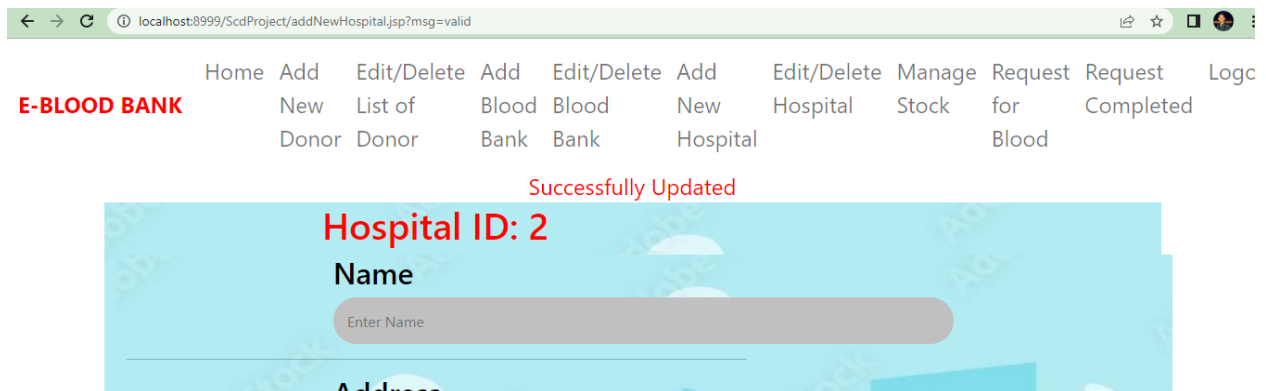 localhost:8999/ScdProject/addNewHospital.jsp?msg=valid
E-BLOOD BANK
Home
Add New Donor
Edit/Delete List of Donor
Add Blood Bank
Edit/Delete Blood Bank
Add New Hospital
Edit/Delete Hospital
Manage Stock
Request for Blood
Request Completed
Logo
Successfully Updated
Hospital ID: 2
Name
Enter Name
Address